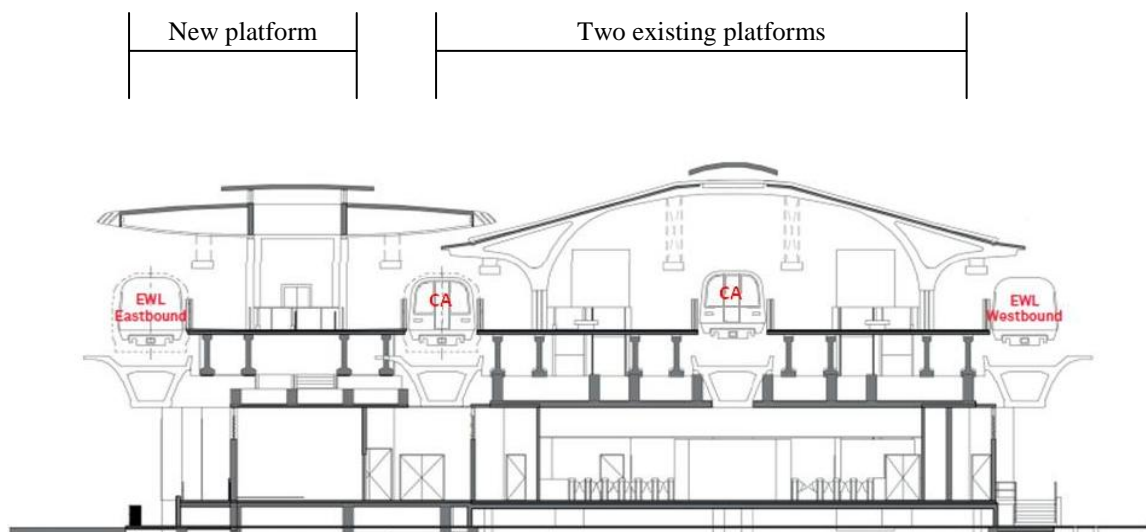 New platform
Two existing platforms
EWL
Eastbound
CA
CA
EWL
Westbound